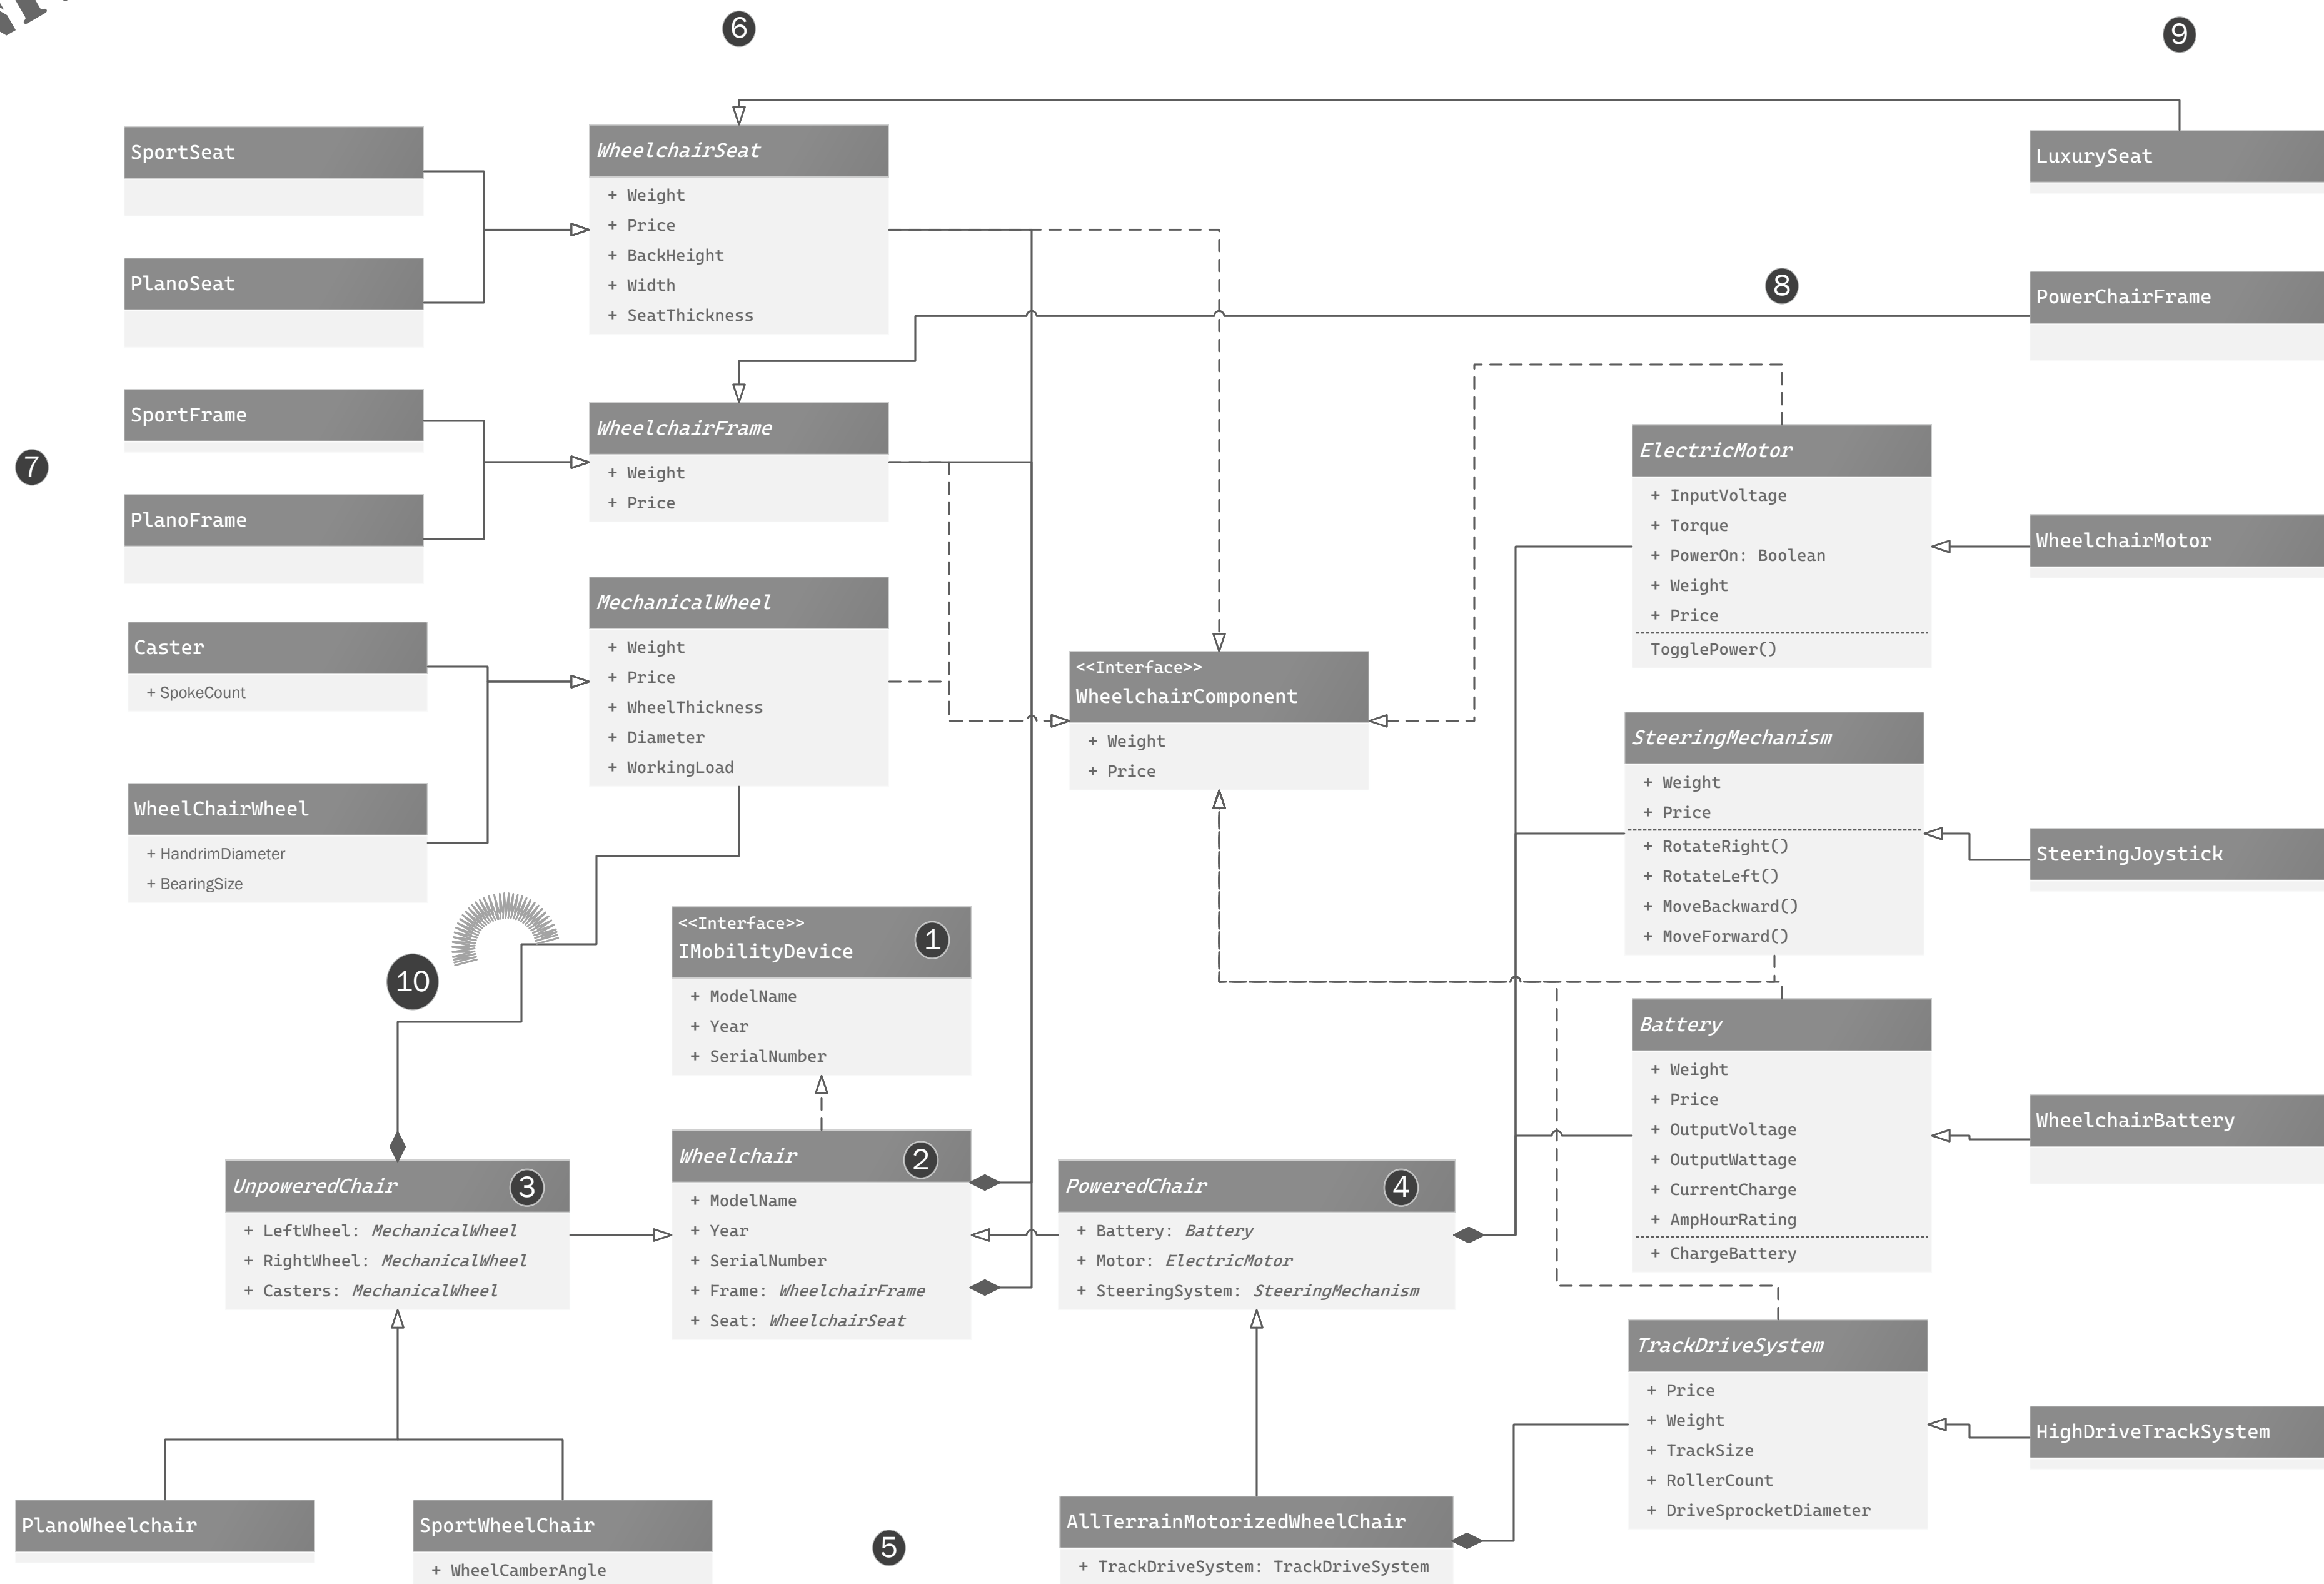 6
9
SportSeat
PlanoSeat
WheelchairSeat
+ Weight
+ Price
+ BackHeight
+ Width
+ SeatThickness
LuxurySeat
8
PowerChairFrame
7
SportFrame
PlanoFrame
WheelchairFrame
+ Weight
+ Price
Caster
+ SpokeCount
WheelChairWheel
+ HandrimDiameter
+ BearingSize
MechanicalWheel
+ Weight
+ Price
+ WheelThickness
+ Diameter
+ WorkingLoad
<<Interface>>
WheelchairComponent
+ Weight
+ Price
ElectricMotor
+ InputVoltage
+ Torque
+ PowerOn: Boolean
+ Weight
+ Price
TogglePower()
WheelchairMotor
SteeringMechanism
+ Weight
+ Price
+ RotateRight()
+ RotateLeft()
+ MoveBackward()
+ MoveForward()
SteeringJoystick
10
<<Interface>>
IMobilityDevice
1
+ ModelName
+ Year
+ SerialNumber
Battery
+ Weight
+ Price
+ OutputVoltage
+ OutputWattage
+ CurrentCharge
+ AmpHourRating
+ ChargeBattery
WheelchairBattery
UnpoweredChair
3
+ LeftWheel: MechanicalWheel
+ RightWheel: MechanicalWheel
+ Casters: MechanicalWheel
Wheelchair
2
+ ModelName
+ Year
+ SerialNumber
+ Frame: WheelchairFrame
+ Seat: WheelchairSeat
PoweredChair
4
+ Battery: Battery
+ Motor: ElectricMotor
+ SteeringSystem: SteeringMechanism
TrackDriveSystem
+ Price
+ Weight
+ TrackSize
+ RollerCount
+ DriveSprocketDiameter
HighDriveTrackSystem
PlanoWheelchair
SportWheelChair
+ WheelCamberAngle
5
AllTerrainMotorizedWheelChair
+ TrackDriveSystem: TrackDriveSystem